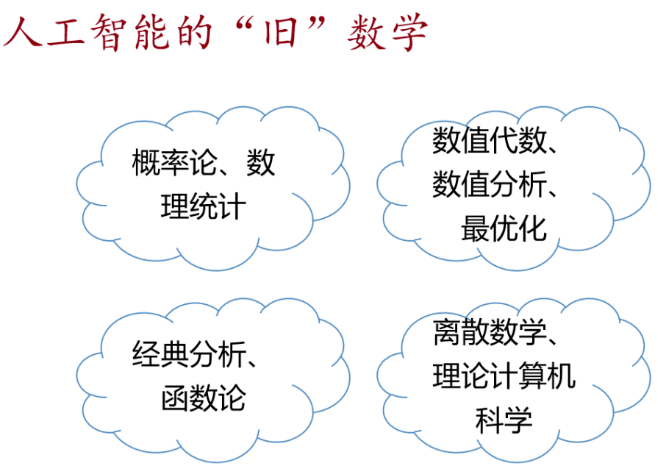 人工智能的“旧”数学
概率论、数
理统计
数值代数、
数值分析、
最优化
经典分析、
函数论
离散数学、
理论计算机
科学